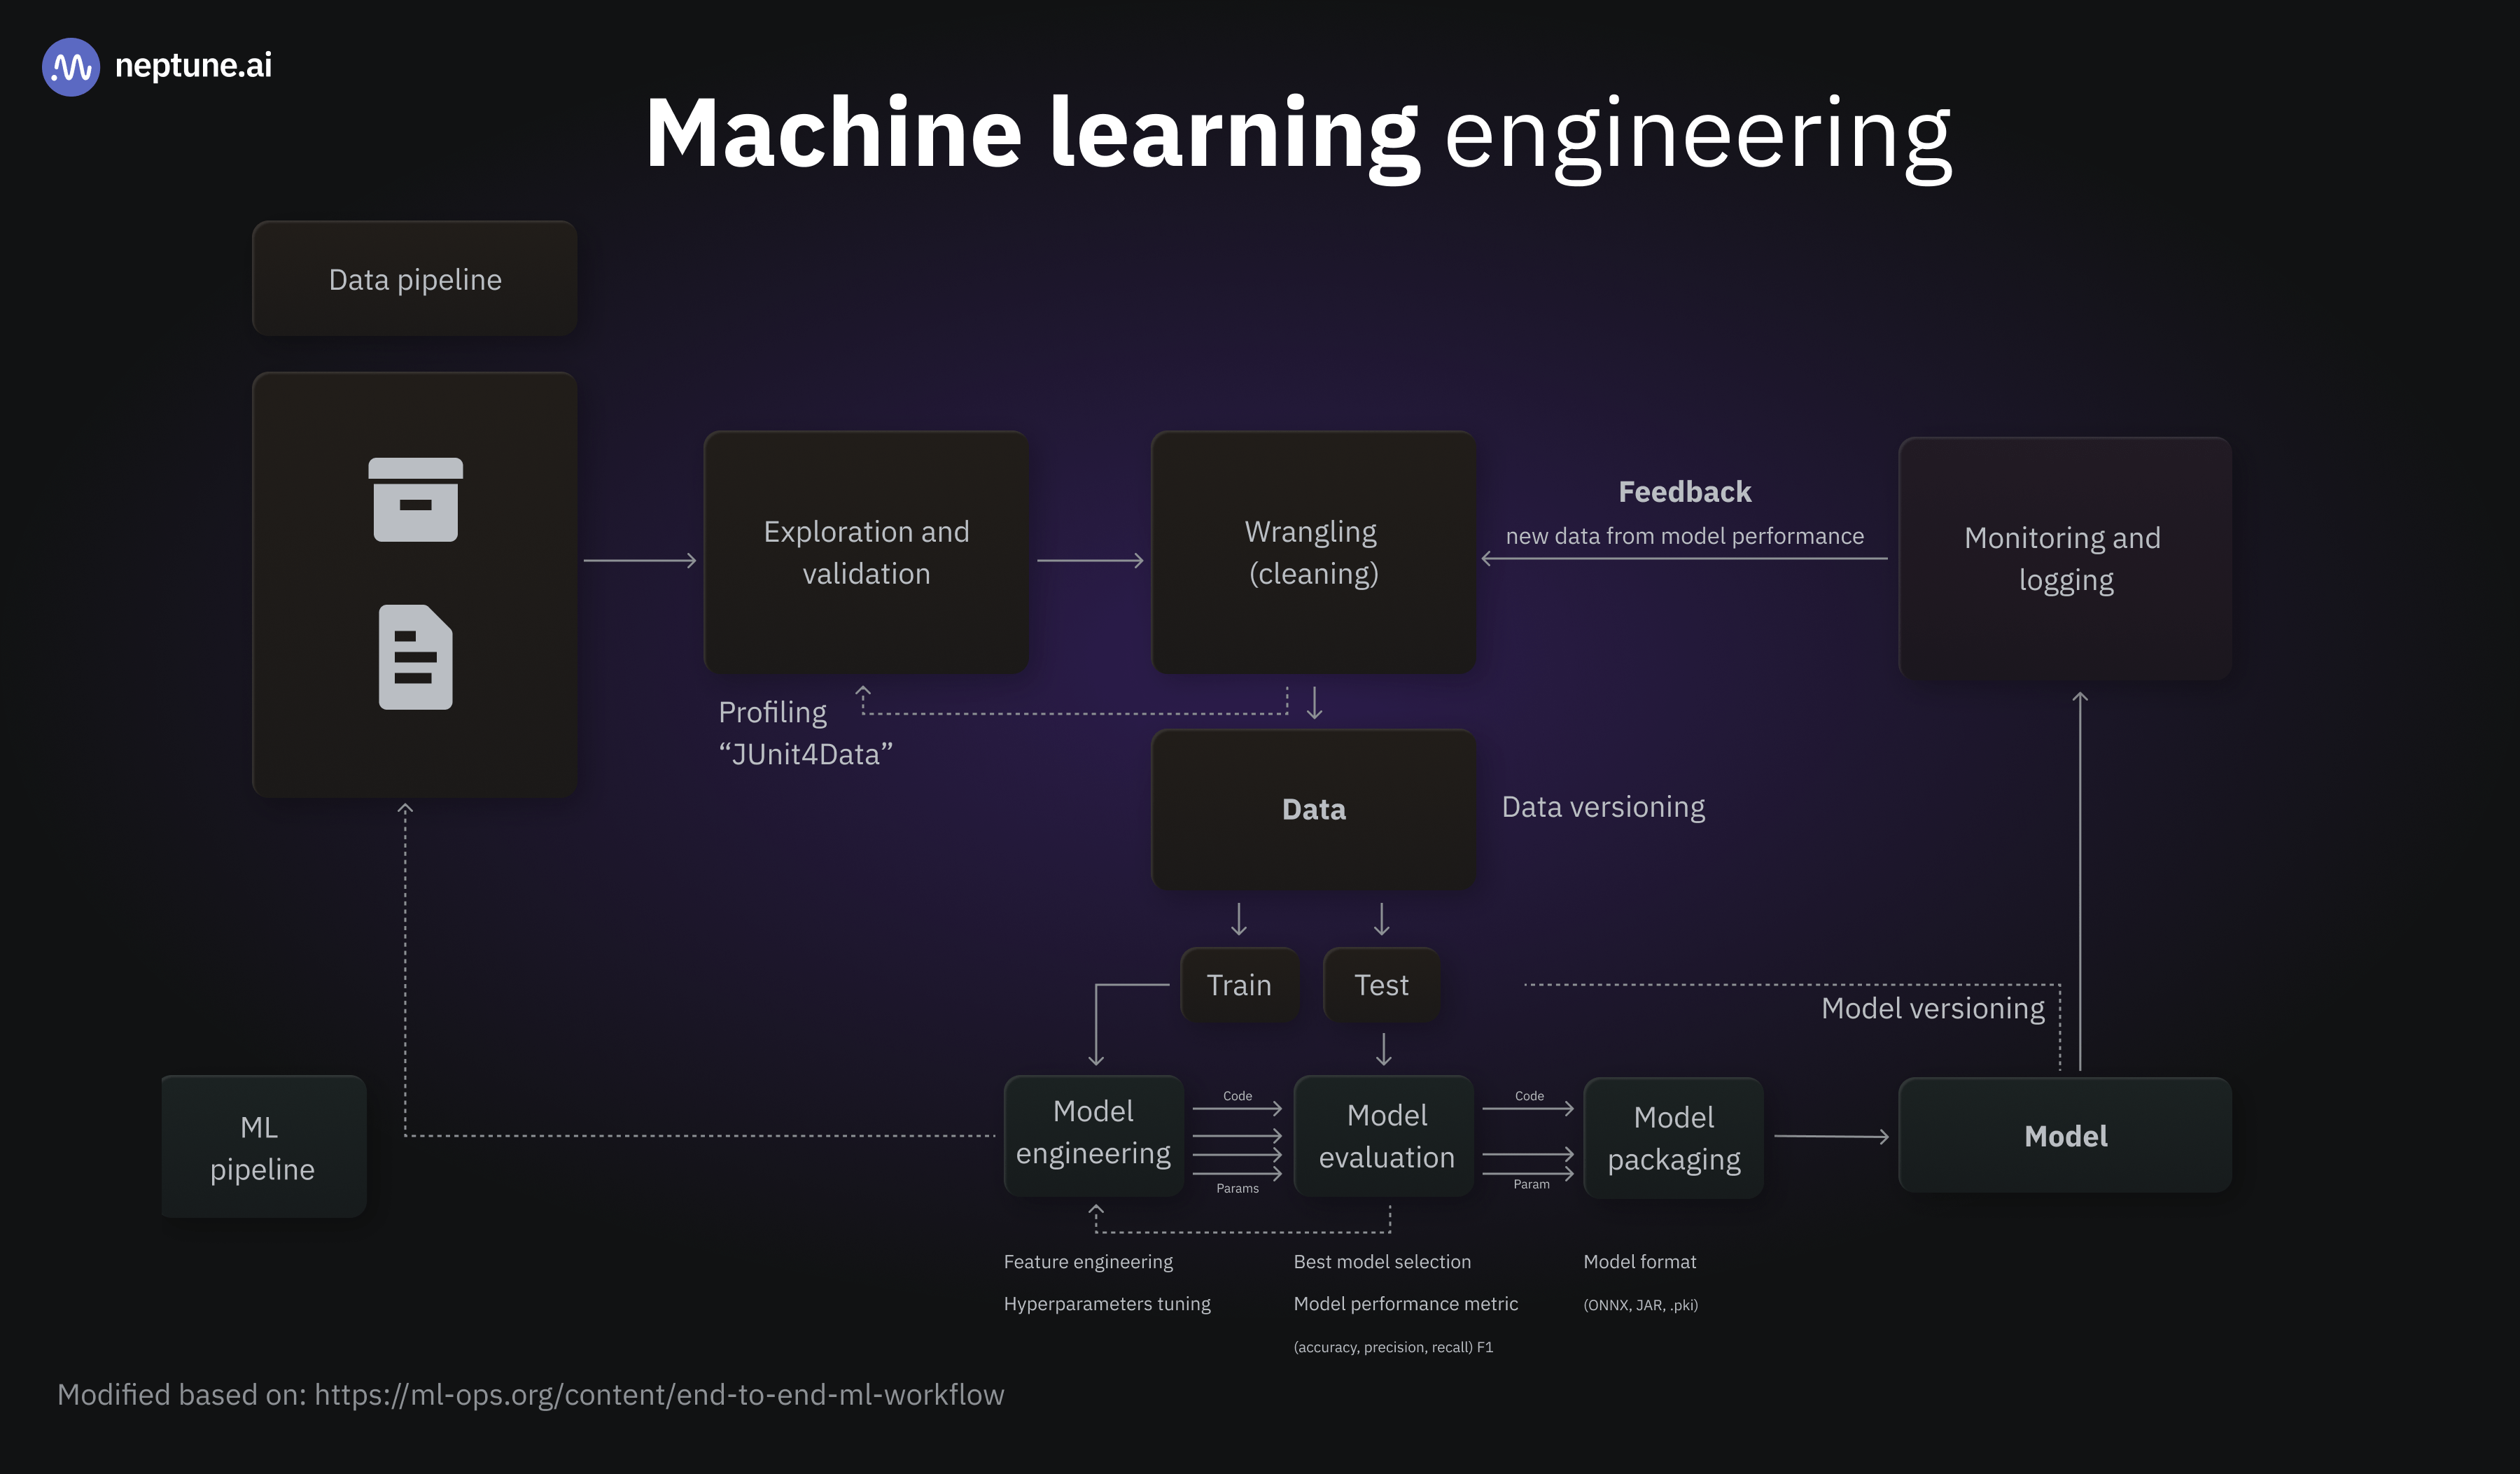 neptune.ai
Machine learning engineering
Data pipeline
Exploration and
validation
Wrangling
(cleaning)
Feedback
new data from model performance
Monitoring and
logging
Profiling
“JUnit4Data”
Data
Data versioning
Train
Test
Model versioning
ML
pipeline
Model
engineering
Code
Params
Model
evaluation
Code
Param
Model
packaging
Model
Feature engineering
Hyperparameters tuning
Best model selection
Model performance metric
(accuracy, precision, recall) F1
Model format
(ONNX, JAR, .pki)
Modified based on: https://ml-ops.org/content/end-to-end-ml-workflow